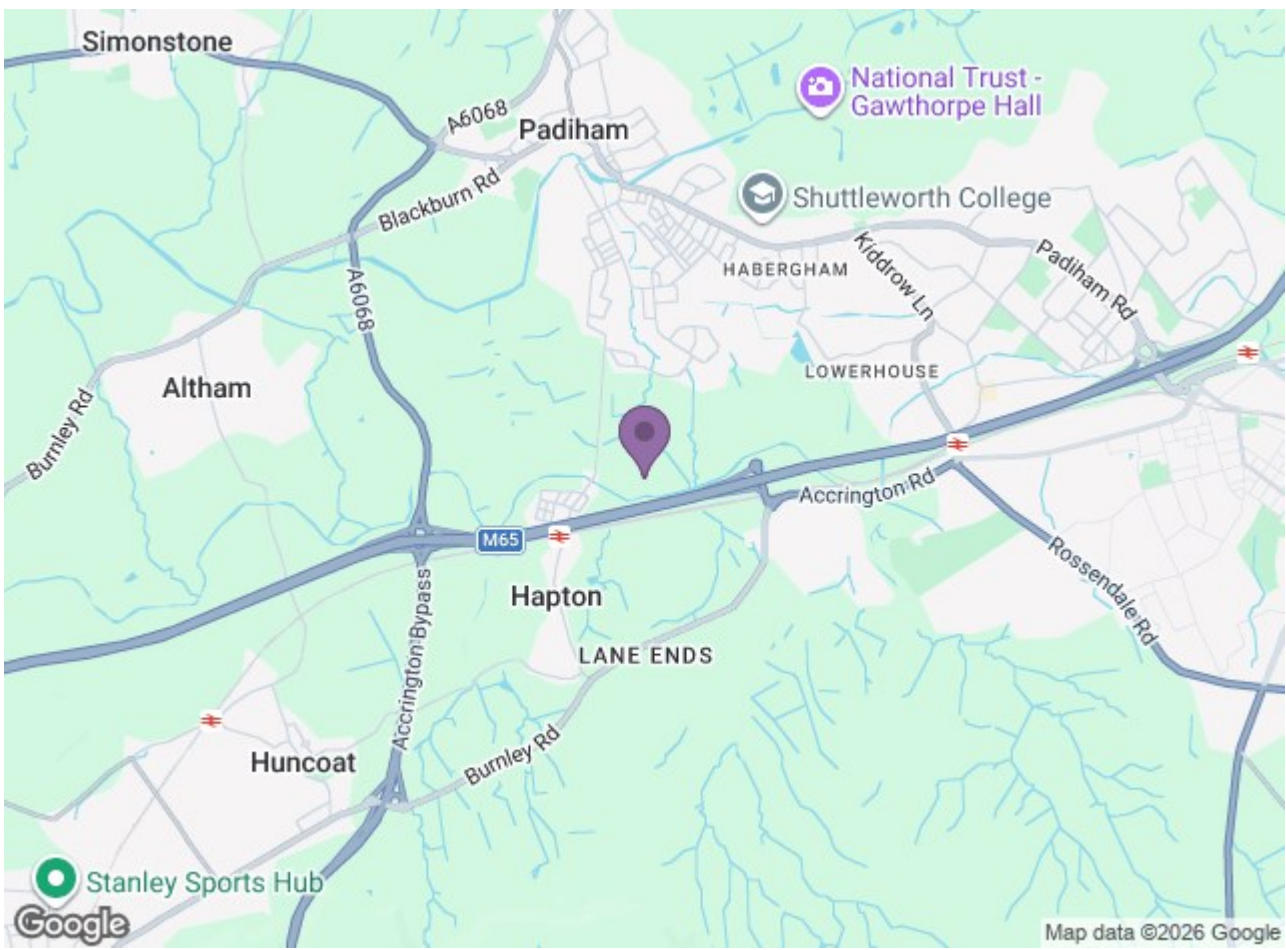 Simonstone
A6068
Padiham
National Trust -
Gawthorpe Hall
Blackburn Rd
Shuttleworth College
A6068
HABERGHAM
Kiddrow Ln
Padiham Rd
Altham
LOWERHOUSE
Burnley Rd
Accrington Rd
M65
Hapton
Rossendale Rd
LANE ENDS
Accrington Bypass
Huncoat
Burnley Rd
Stanley Sports Hub
Google
Map data ©2026 Google